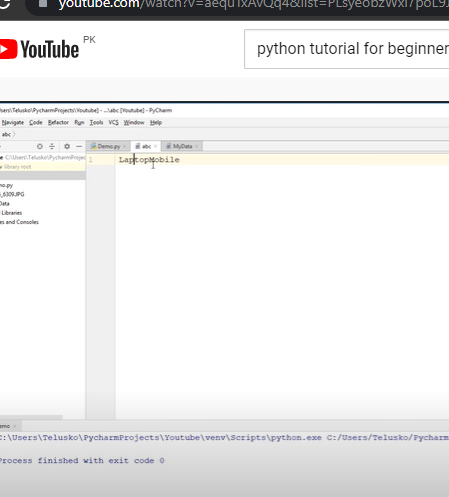 youtube.com/watch?v=aequTxAvQq4&list=PLsyeobzWxl7poL9J
YouTube PK
python tutorial for beginner
sers\Telusko\PycharmProjects\Youtube] - ...\abc [Youtube] - PyCharm
Navigate Code Refactor Run Tools VCS Window Help
abc
Demo.py abc MyData
C:\Users\Telusko\PycharmProjec
library root
1 LaptopMobile
mo.py
_6309.JPG
Data
Libraries
es and Consoles
emo
C:\Users\Telusko\PycharmProjects\Youtube\venv\Scripts\python.exe C:/Users/Telusko/Pycharm
Process finished with exit code 0